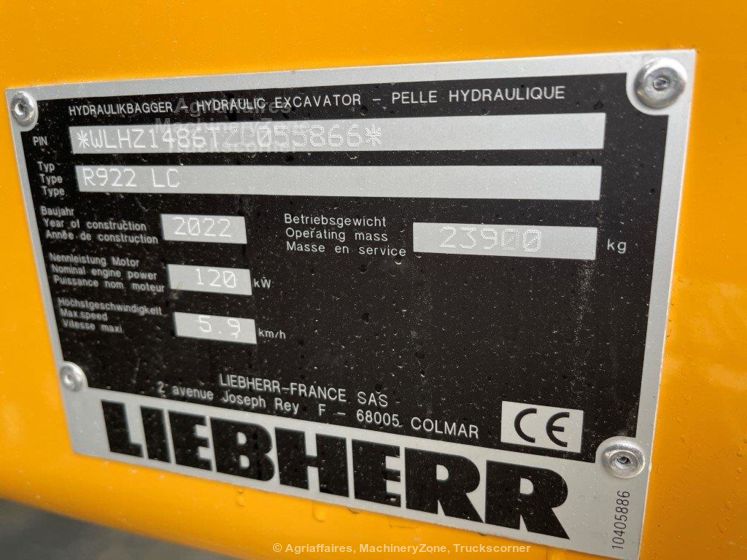 HYDRAULIKBAGGER – HYDRAULIC EXCAVATOR – PELLE HYDRAULIQUE
Agriaffaires
PIN *WLHZ1486TZC055866*
Typ
Type
Type
R922 LC
Baujahr
Year of construction
Année de construction
2022
Betriebsgewicht
Operating mass
Masse en service
23900 kg
Nennleistung Motor
Nominal engine power
Puissance nom moteur
120 kW
Höchstgeschwindigkeit
Max.speed
Vitesse maxi.
5.9 km/h
LIEBHERR–FRANCE SAS
2 avenue Joseph Rey F – 68005 COLMAR
CE
LIEBHERR
10405886
© Agriaffaires, MachineryZone, Truckscorner